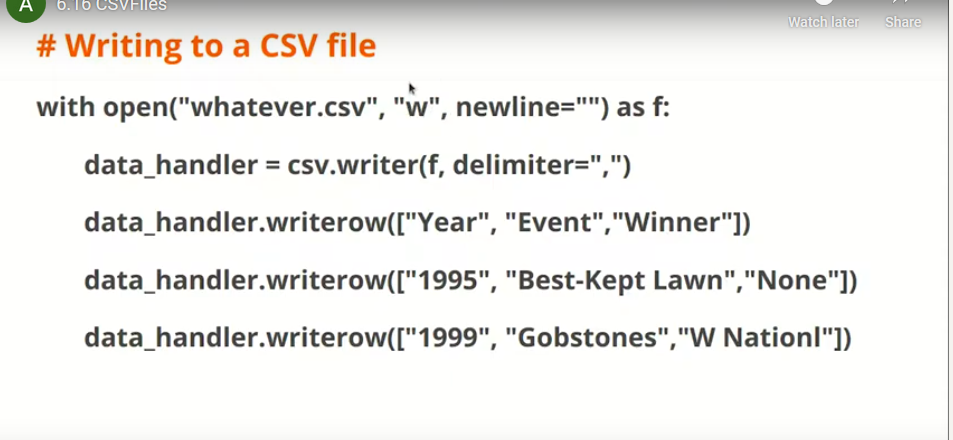 A
6.16 CSVFiles
Watch later
Share
# Writing to a CSV file
with open("whatever.csv", "w", newline="") as f:
data_handler = csv.writer(f, delimiter=",")
data_handler.writerow(["Year", "Event","Winner"])
data_handler.writerow(["1995", "Best-Kept Lawn","None"])
data_handler.writerow(["1999", "Gobstones","W Nationl"])